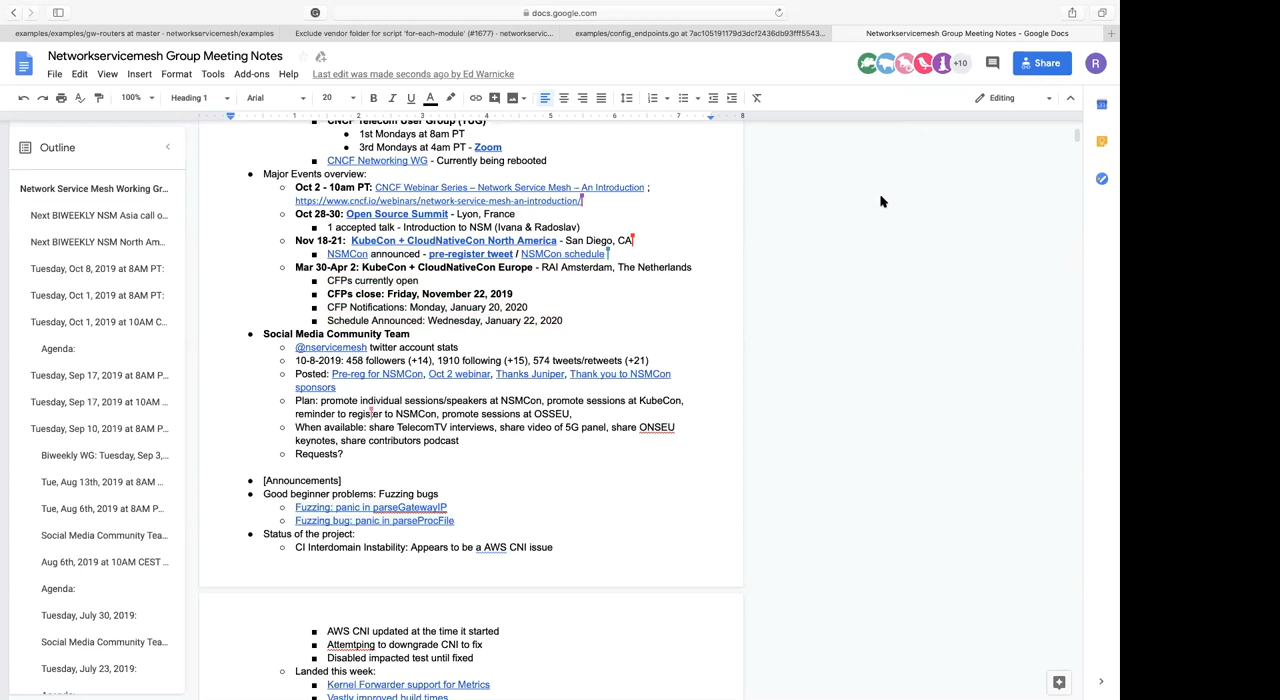 docs.google.com
examples/examples/gw-routers at master · networkservicemesh/examples
Exclude vendor folder for script 'for-each-module' (#1677) · networkservic...
examples/config_endpoints.go at 7ac105191179d3dcf2436db93fff5543...
Networkservicemesh Group Meeting Notes - Google Docs
Networkservicemesh Group Meeting Notes
File Edit View Insert Format Tools Add-ons Help Last edit was made seconds ago by Ed Warnicke
+10
Share
R
100% Heading 1 Arial 20 B I U A Editing
1 2 3 4 5 6 7 8
Outline
Network Service Mesh Working Gr...
Next BIWEEKLY NSM Asia call o...
Next BIWEEKLY NSM North Am...
Tuesday, Oct 8, 2019 at 8AM PT:
Tuesday, Oct 1, 2019 at 8AM PT:
Tuesday, Oct 1, 2019 at 10AM C...
Agenda:
Tuesday, Sep 17, 2019 at 8AM P...
Tuesday, Sep 17, 2019 at 10AM ...
Tuesday, Sep 10, 2019 at 8AM P...
Biweekly WG: Tuesday, Sep 3,...
Tue, Aug 13th, 2019 at 8AM ...
Tue, Aug 6th, 2019 at 8AM P...
Social Media Community Tea...
Aug 6th, 2019 at 10AM CEST ...
Agenda:
Tuesday, July 30, 2019:
Social Media Community Tea...
Tuesday, July 23, 2019:
Agenda:
CNCF Telecom User Group (TUG)
1st Mondays at 8am PT
3rd Mondays at 4am PT - Zoom
CNCF Networking WG - Currently being rebooted
Major Events overview:
Oct 2 - 10am PT: CNCF Webinar Series – Network Service Mesh – An Introduction ;
https://www.cncf.io/webinars/network-service-mesh-an-introduction/
Oct 28-30: Open Source Summit - Lyon, France
1 accepted talk - Introduction to NSM (Ivana & Radoslav)
Nov 18-21: KubeCon + CloudNativeCon North America - San Diego, CA
NSMCon announced - pre-register tweet / NSMCon schedule
Mar 30-Apr 2: KubeCon + CloudNativeCon Europe - RAI Amsterdam, The Netherlands
CFPs currently open
CFPs close: Friday, November 22, 2019
CFP Notifications: Monday, January 20, 2020
Schedule Announced: Wednesday, January 22, 2020
Social Media Community Team
@nservicemesh twitter account stats
10-8-2019: 458 followers (+14), 1910 following (+15), 574 tweets/retweets (+21)
Posted: Pre-reg for NSMCon, Oct 2 webinar, Thanks Juniper, Thank you to NSMCon
sponsors
Plan: promote individual sessions/speakers at NSMCon, promote sessions at KubeCon,
reminder to register to NSMCon, promote sessions at OSSEU,
When available: share TelecomTV interviews, share video of 5G panel, share ONSEU
keynotes, share contributors podcast
Requests?
[Announcements]
Good beginner problems: Fuzzing bugs
Fuzzing: panic in parseGatewayIP
Fuzzing bug: panic in parseProcFile
Status of the project:
CI Interdomain Instability: Appears to be a AWS CNI issue
AWS CNI updated at the time it started
Attemtping to downgrade CNI to fix
Disabled impacted test until fixed
Landed this week:
Kernel Forwarder support for Metrics
Vastly improved build times